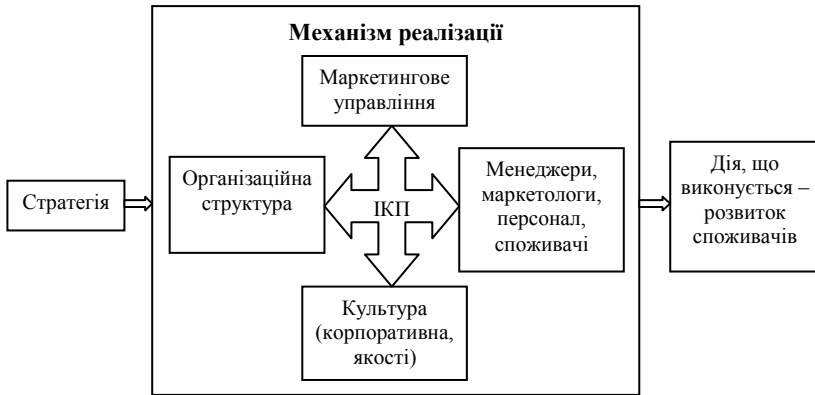 Механізм реалізації
Маркетингове
управління
Стратегія
Організаційна
структура
ІКП
Менеджери,
маркетологи,
персонал,
споживачі
Культура
(корпоративна,
якості)
Дія, що
виконується –
розвиток
споживачів